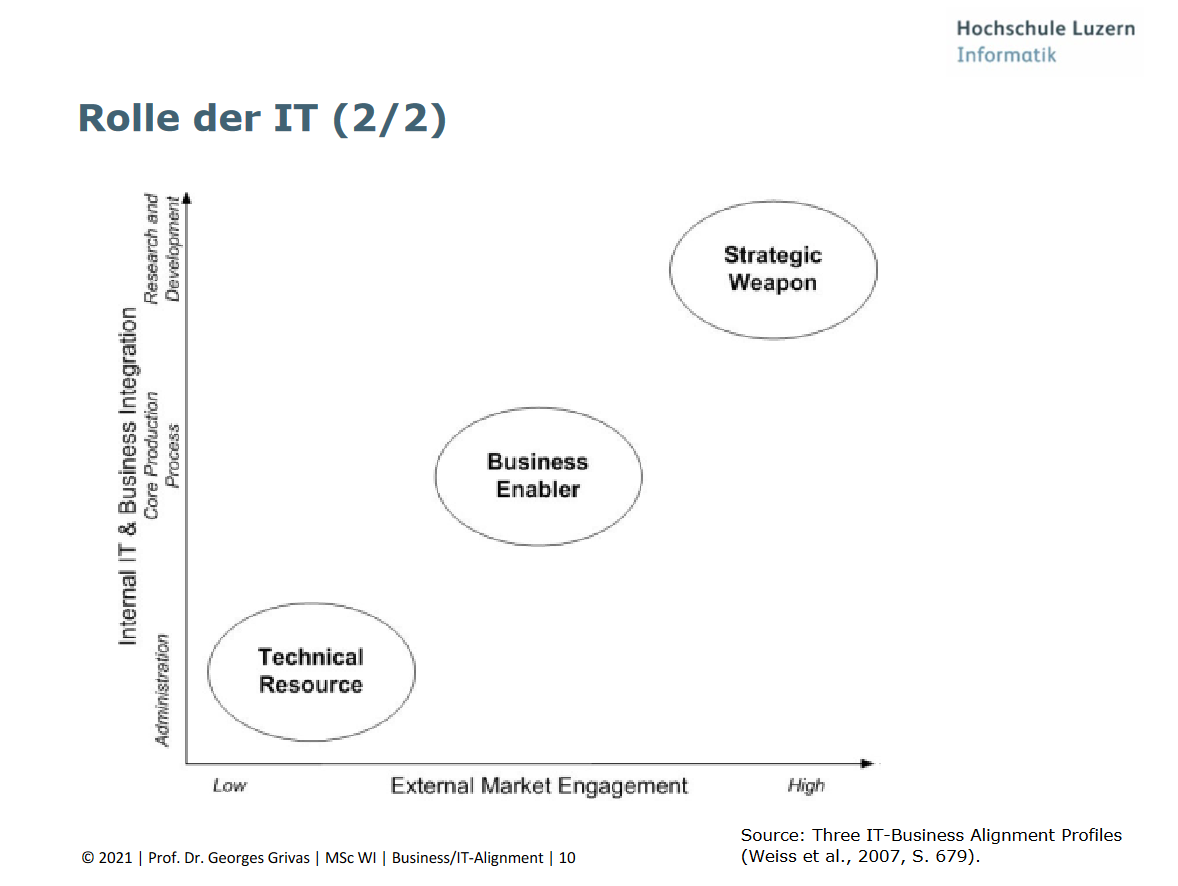 Hochschule Luzern
Informatik
Rolle der IT (2/2)
Internal IT & Business Integration
Research and
Development
Core Production
Process
Administration
Strategic
Weapon
Business
Enabler
Technical
Resource
Low
External Market Engagement
High
Source: Three IT-Business Alignment Profiles
(Weiss et al., 2007, S. 679).
© 2021 | Prof. Dr. Georges Grivas | MSc WI | Business/IT-Alignment | 10